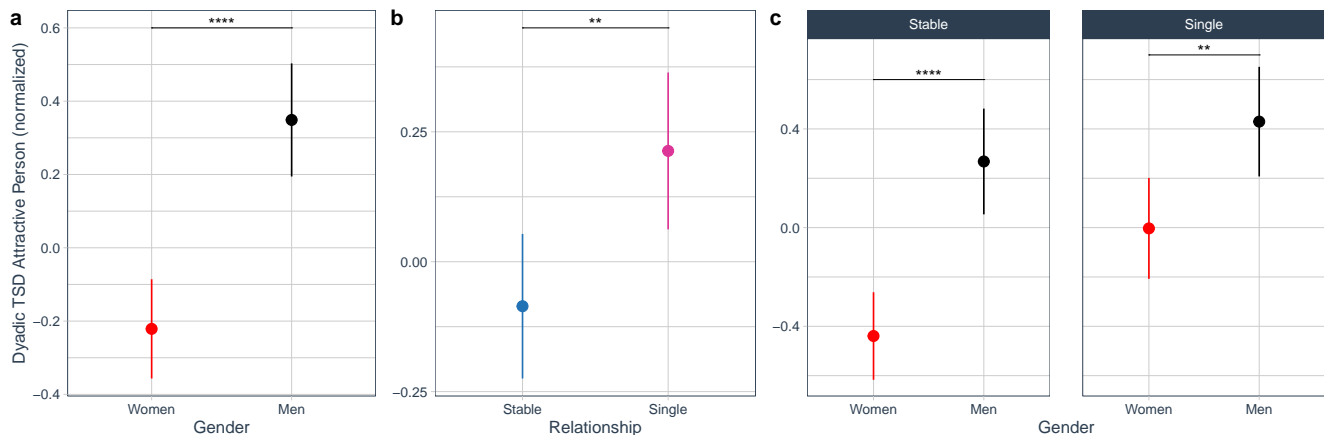 a
Dyadic TSD Attractive Person (normalized)
0.6
0.4
0.2
0.0
−0.2
−0.4
****
Women
Men
Gender
b
0.25
0.00
−0.25
**
Stable
Single
Relationship
c
Stable
Single
0.4
0.0
−0.4
****
**
Women
Men
Women
Men
Gender